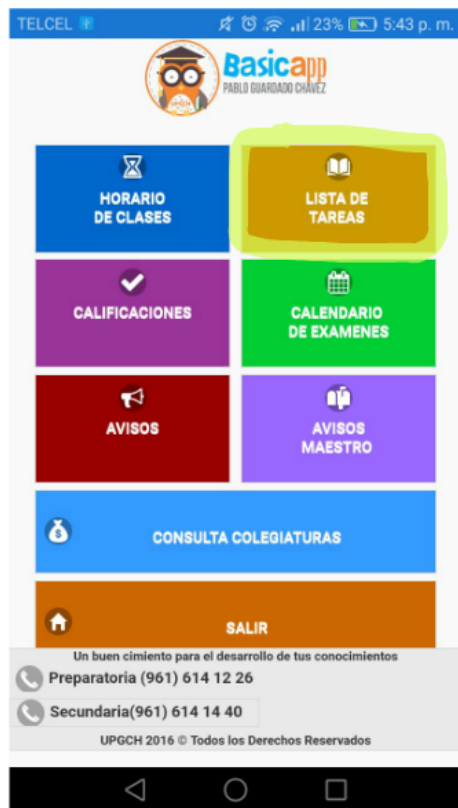 TELCEL 23% 5:43 p. m.
Basicapp
PABLO GUARDADO CHÁVEZ
HORARIO
DE CLASES
LISTA DE
TAREAS
CALIFICACIONES
CALENDARIO
DE EXAMENES
AVISOS
AVISOS
MAESTRO
CONSULTA COLEGIATURAS
SALIR
Un buen cimiento para el desarrollo de tus conocimientos
Preparatoria (961) 614 12 26
Secundaria(961) 614 14 40
UPGCH 2016 © Todos los Derechos Reservados